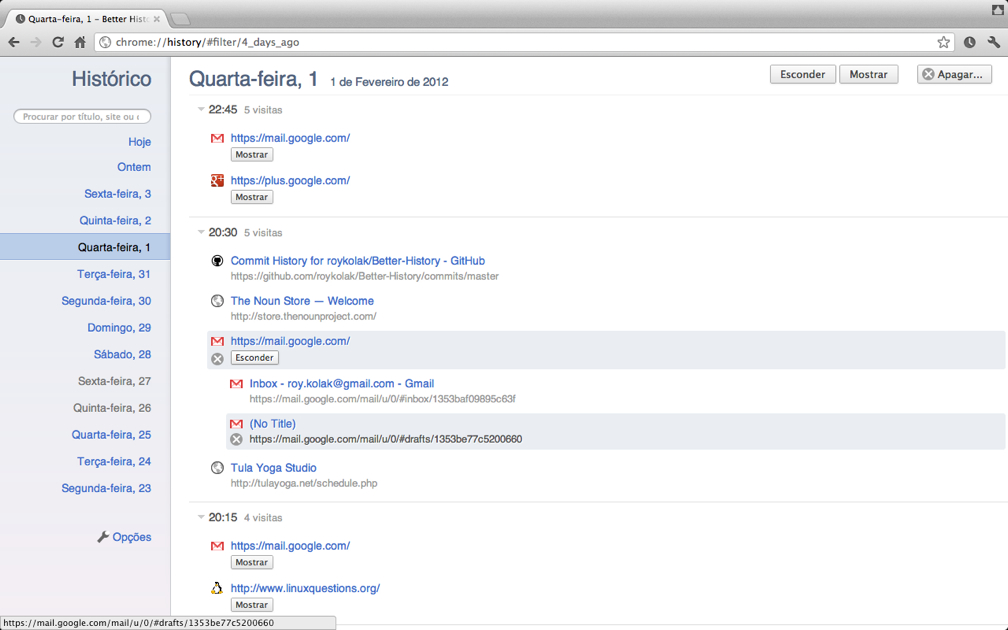 Quarta-feira, 1 – Better Histo
chrome://history/#filter/4_days_ago
Histórico
Procurar por título, site ou
Hoje
Ontem
Sexta-feira, 3
Quinta-feira, 2
Quarta-feira, 1
Terça-feira, 31
Segunda-feira, 30
Domingo, 29
Sábado, 28
Sexta-feira, 27
Quinta-feira, 26
Quarta-feira, 25
Terça-feira, 24
Segunda-feira, 23
Opções
Quarta-feira, 1 1 de Fevereiro de 2012
Esconder Mostrar Apagar...
22:45 5 visitas
https://mail.google.com/
Mostrar
https://plus.google.com/
Mostrar
20:30 5 visitas
Commit History for roykolak/Better-History - GitHub
https://github.com/roykolak/Better-History/commits/master
The Noun Store — Welcome
http://store.thenounproject.com/
https://mail.google.com/
Esconder
Inbox - roy.kolak@gmail.com - Gmail
https://mail.google.com/mail/u/0/#inbox/1353baf09895c63f
(No Title)
https://mail.google.com/mail/u/0/#drafts/1353be77c5200660
Tula Yoga Studio
http://tulayoga.net/schedule.php
20:15 4 visitas
https://mail.google.com/
Mostrar
http://www.linuxquestions.org/
Mostrar
https://mail.google.com/mail/u/0/#drafts/1353be77c5200660